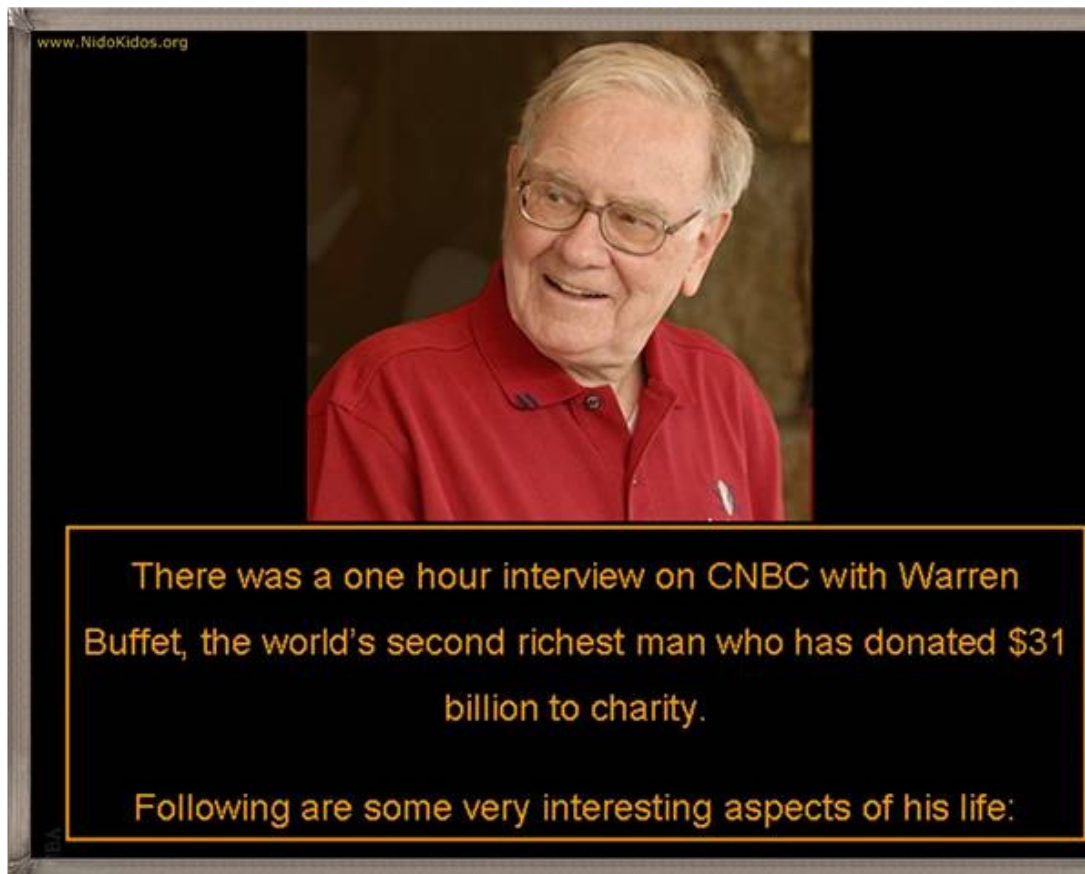 www.NidoKidos.org
There was a one hour interview on CNBC with Warren
Buffet, the world's second richest man who has donated $31
billion to charity.
Following are some very interesting aspects of his life: